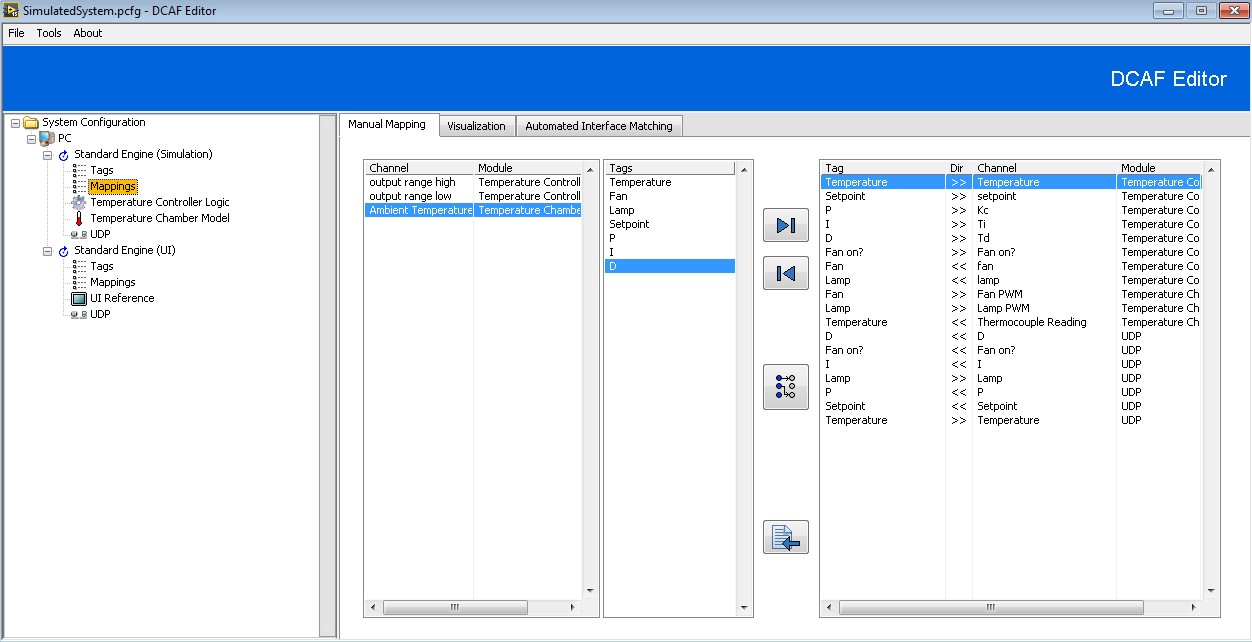 SimulatedSystem.pcfg - DCAF Editor
File Tools About
DCAF Editor
System Configuration
PC
Standard Engine (Simulation)
Tags
Mappings
Temperature Controller Logic
Temperature Chamber Model
UDP
Standard Engine (UI)
Tags
Mappings
UI Reference
UDP
Manual Mapping Visualization Automated Interface Matching
Channel Module
output range high Temperature Controll
output range low Temperature Controll
Ambient Temperature Temperature Chambe
Tags
Temperature
Fan
Lamp
Setpoint
P
I
D
Tag Dir Channel Module
Temperature >> Temperature Temperature Co
Setpoint >> setpoint Temperature Co
P >> Kc Temperature Co
I >> Ti Temperature Co
D >> Td Temperature Co
Fan on? >> Fan on? Temperature Co
Fan << fan Temperature Co
Lamp << lamp Temperature Co
Fan >> Fan PWM Temperature Ch
Lamp >> Lamp PWM Temperature Ch
Temperature << Thermocouple Reading Temperature Ch
D << D UDP
Fan on? << Fan on? UDP
I << I UDP
Lamp >> Lamp UDP
P << P UDP
Setpoint << Setpoint UDP
Temperature >> Temperature UDP